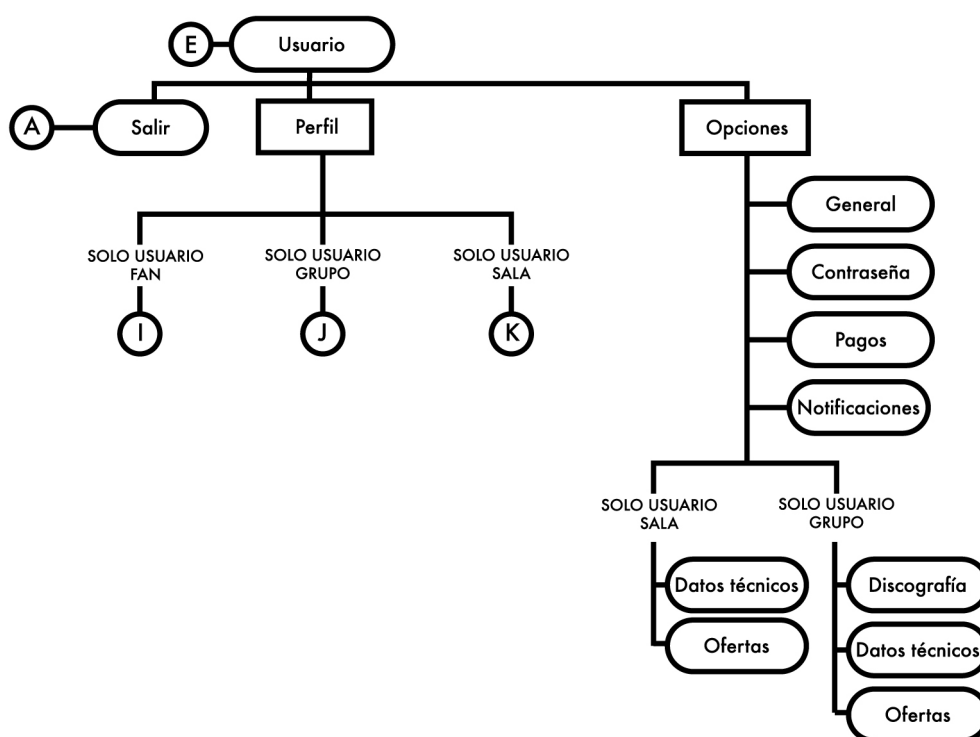 E
Usuario
A
Salir
Perfil
Opciones
General
SOLO USUARIO
FAN
SOLO USUARIO
GRUPO
SOLO USUARIO
SALA
Contraseña
I
J
K
Pagos
Notificaciones
SOLO USUARIO
SALA
SOLO USUARIO
GRUPO
Datos técnicos
Ofertas
Discografía
Datos técnicos
Ofertas